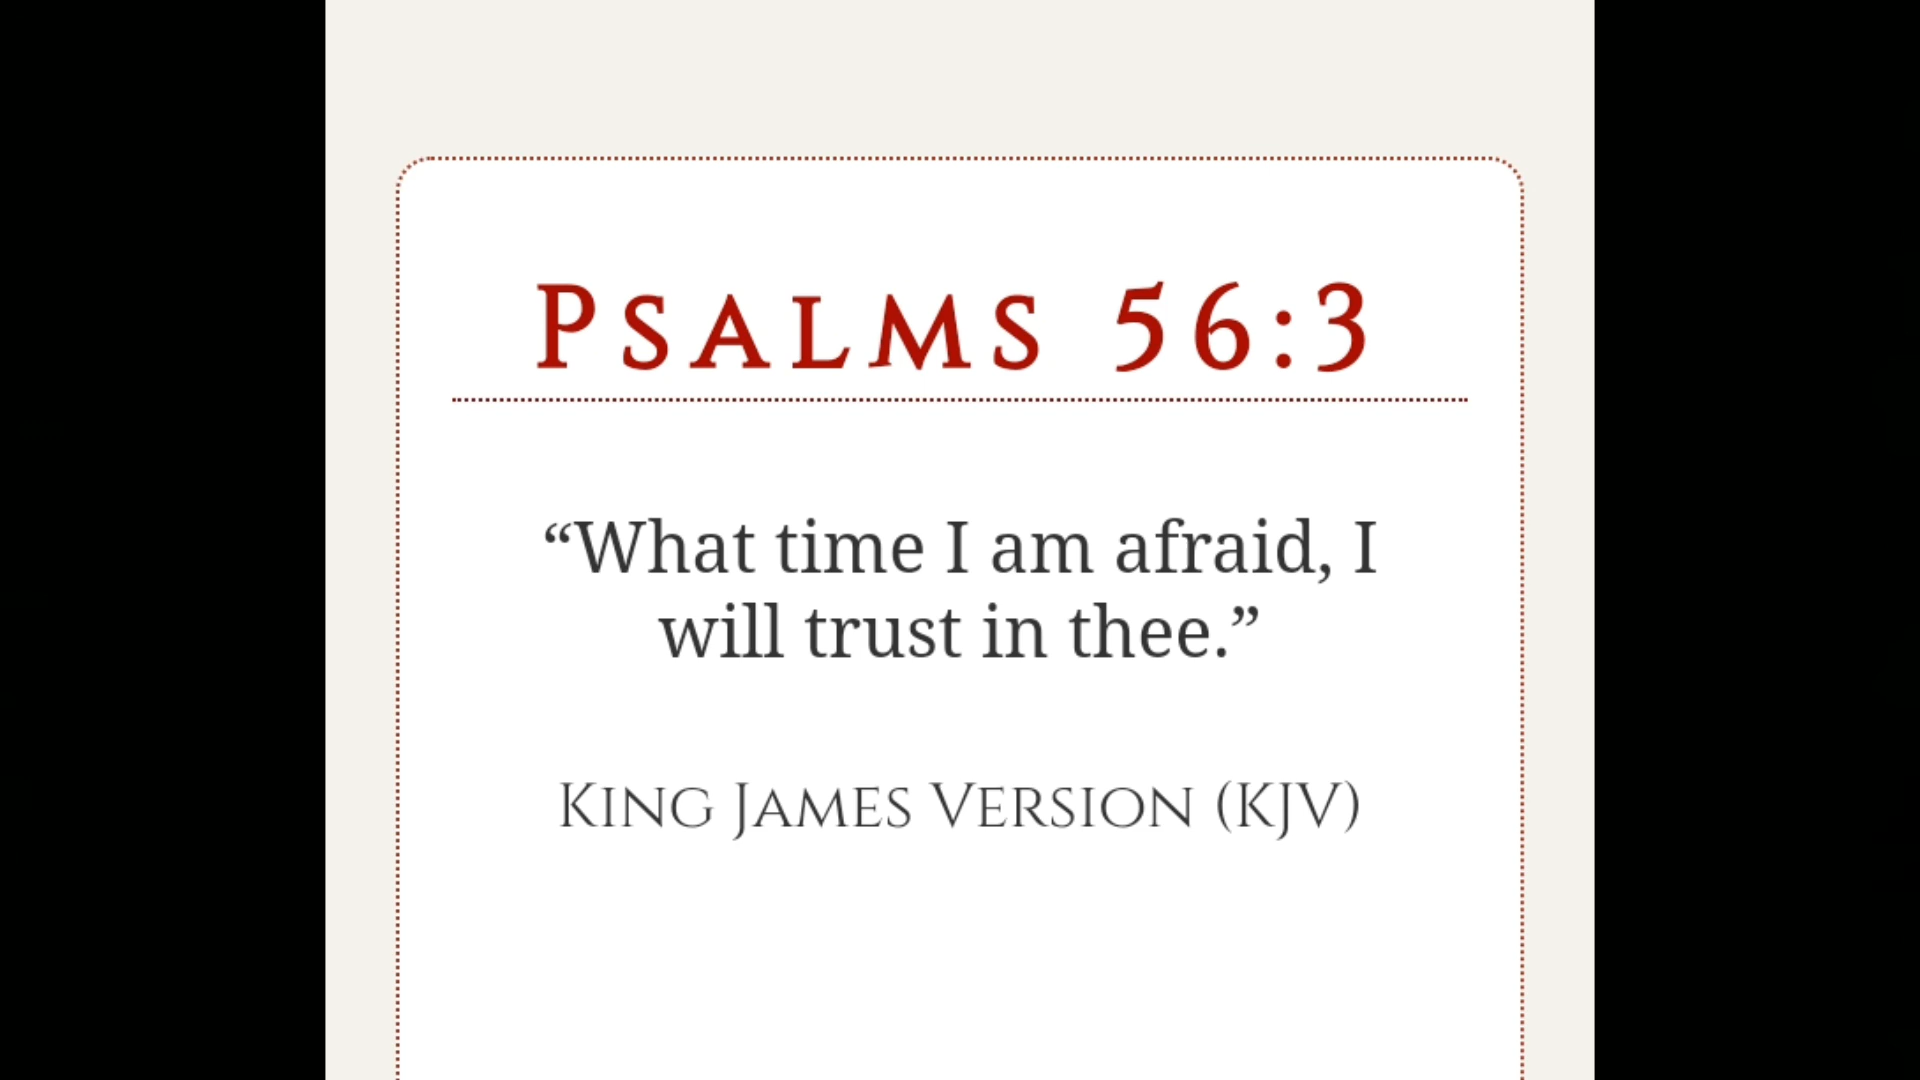 Psalms 56:3
“What time I am afraid, I
will trust in thee.”
King James Version (KJV)